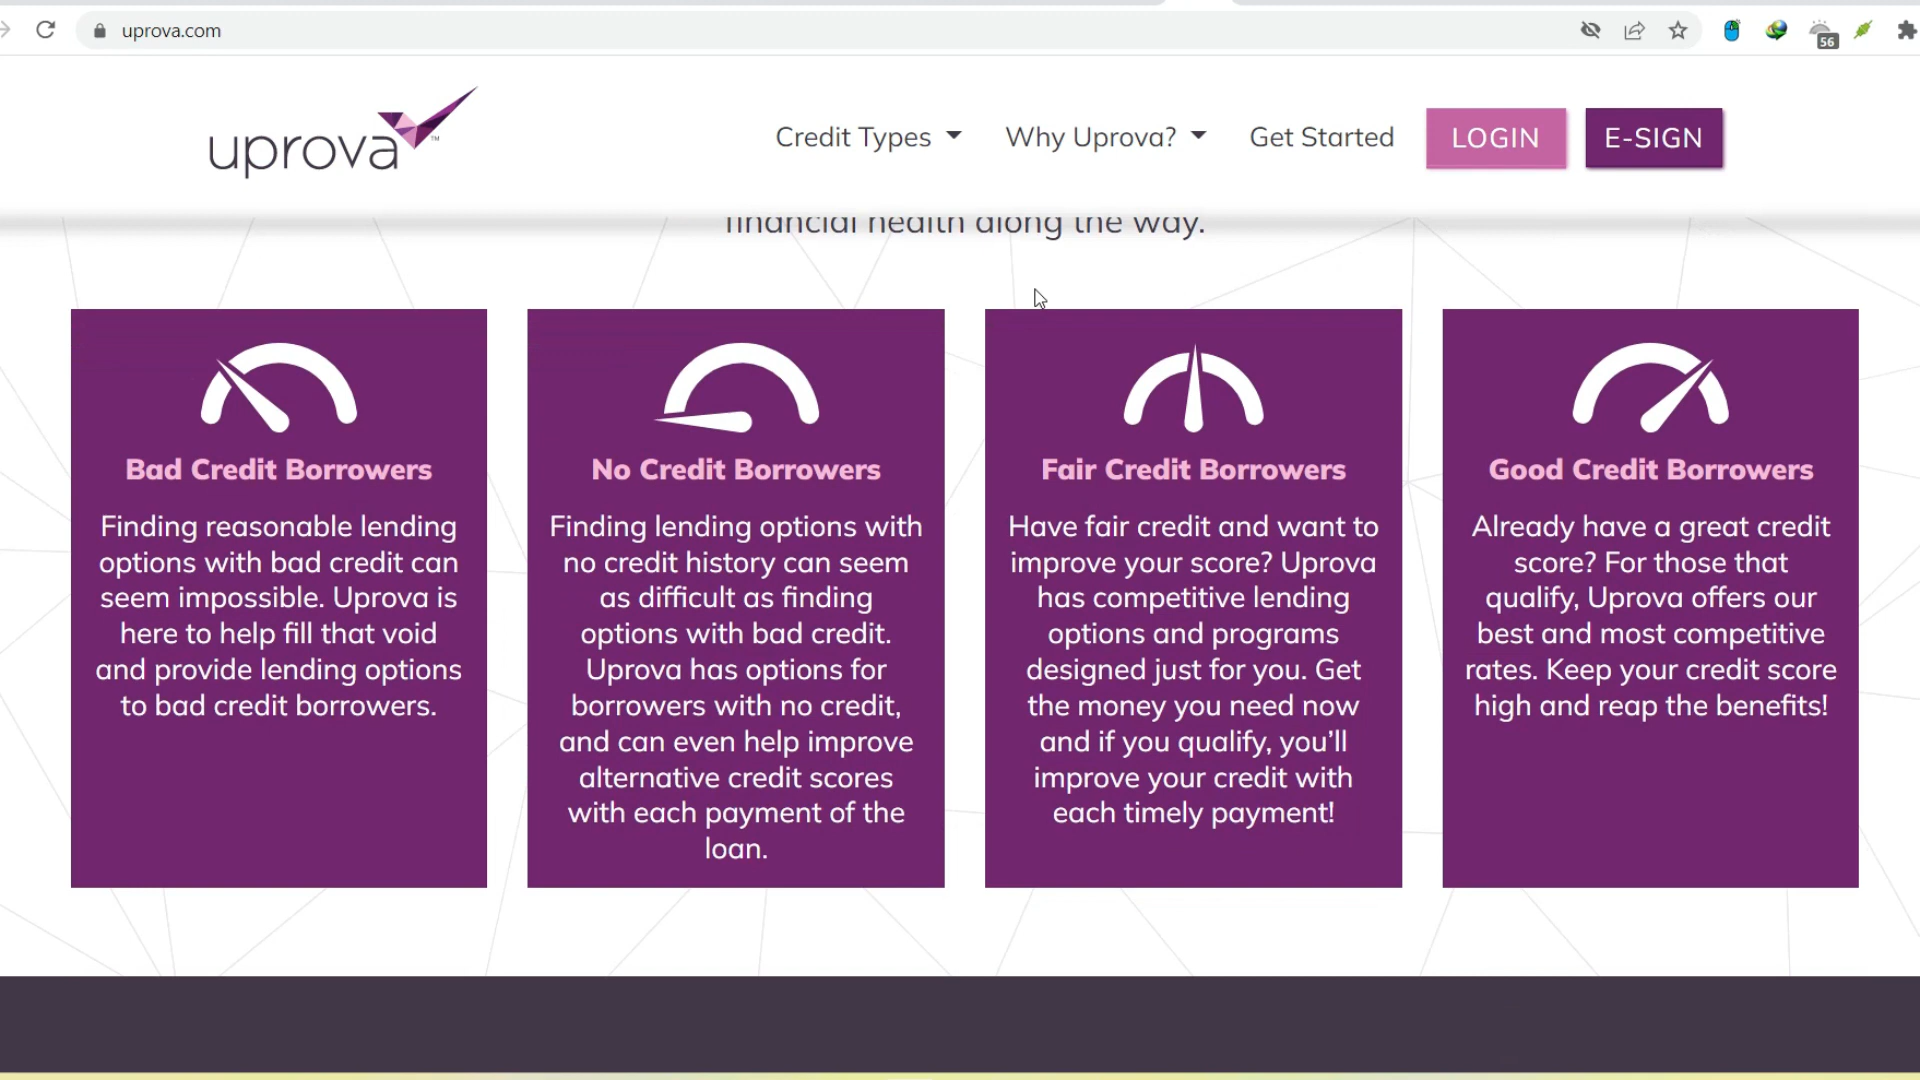 uprova.com
56
uprova™
Credit Types
Why Uprova?
Get Started
LOGIN
E-SIGN
financial health along the way.
Bad Credit Borrowers
Finding reasonable lending
options with bad credit can
seem impossible. Uprova is
here to help fill that void
and provide lending options
to bad credit borrowers.
No Credit Borrowers
Finding lending options with
no credit history can seem
as difficult as finding
options with bad credit.
Uprova has options for
borrowers with no credit,
and can even help improve
alternative credit scores
with each payment of the
loan.
Fair Credit Borrowers
Have fair credit and want to
improve your score? Uprova
has competitive lending
options and programs
designed just for you. Get
the money you need now
and if you qualify, you’ll
improve your credit with
each timely payment!
Good Credit Borrowers
Already have a great credit
score? For those that
qualify, Uprova offers our
best and most competitive
rates. Keep your credit score
high and reap the benefits!